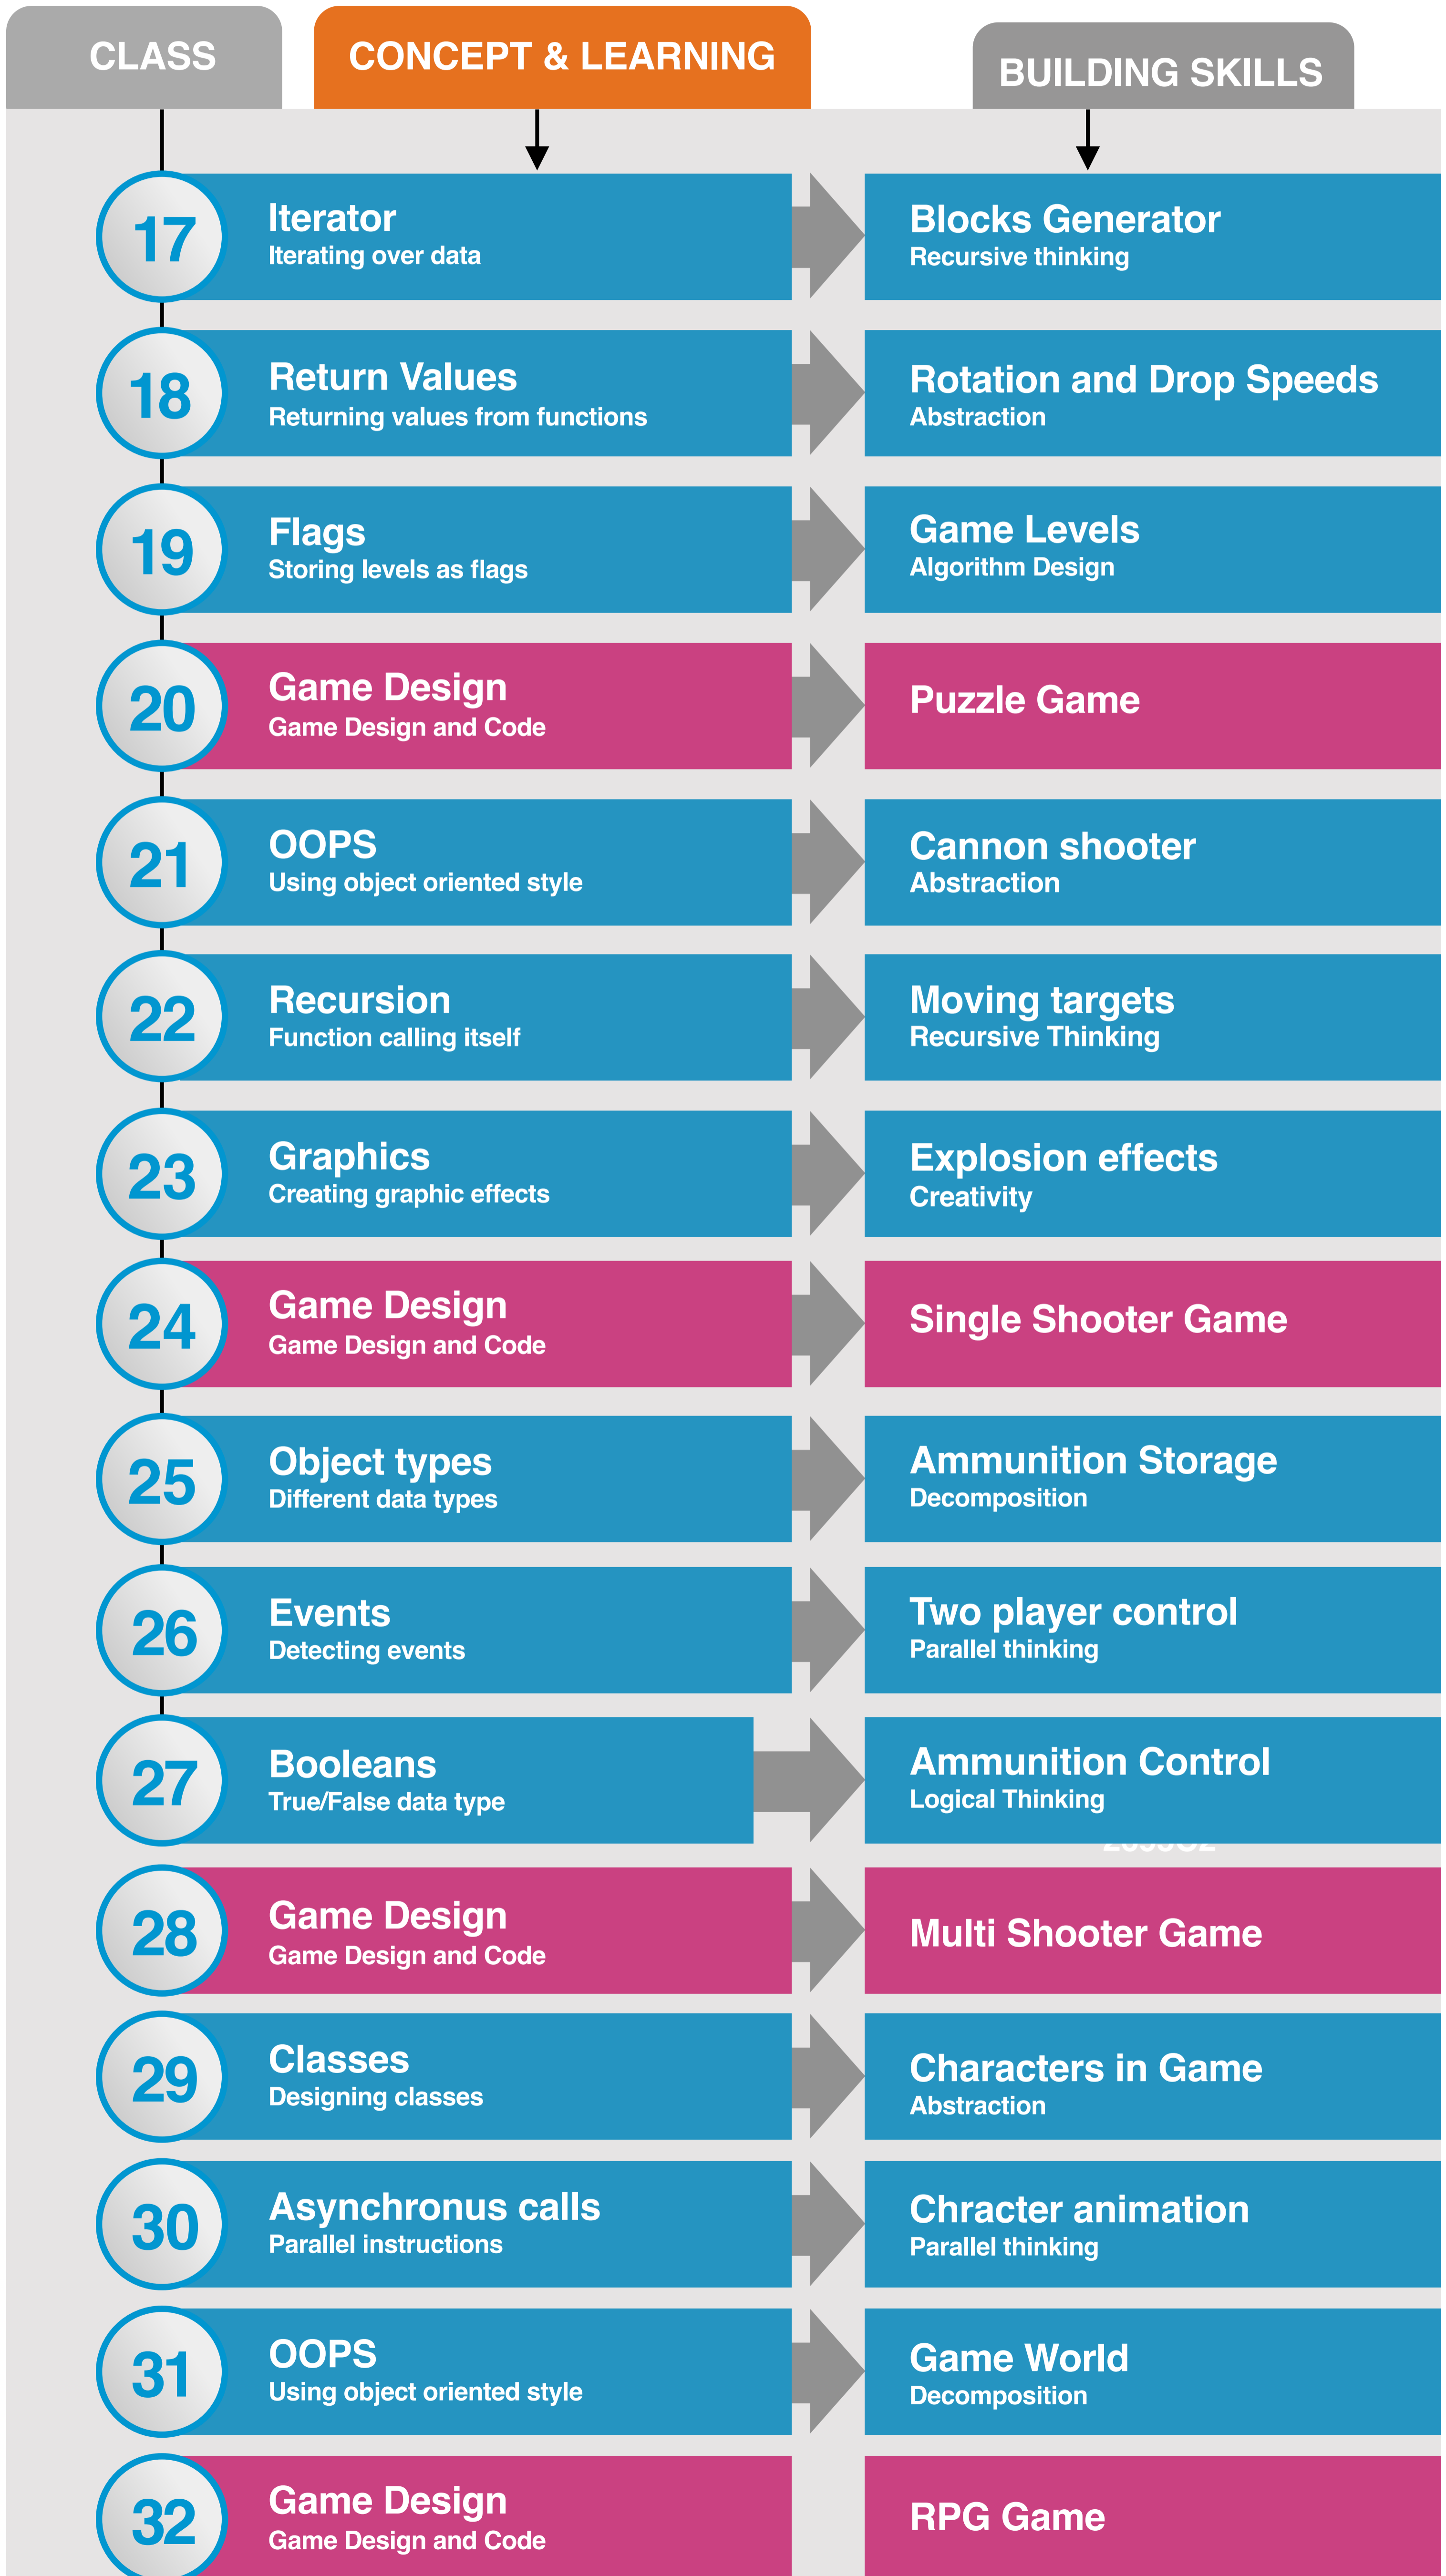 CLASS
CONCEPT & LEARNING
BUILDING SKILLS
17
Iterator
Iterating over data
Blocks Generator
Recursive thinking
18
Return Values
Returning values from functions
Rotation and Drop Speeds
Abstraction
19
Flags
Storing levels as flags
Game Levels
Algorithm Design
20
Game Design
Game Design and Code
Puzzle Game
21
OOPS
Using object oriented style
Cannon shooter
Abstraction
22
Recursion
Function calling itself
Moving targets
Recursive Thinking
23
Graphics
Creating graphic effects
Explosion effects
Creativity
24
Game Design
Game Design and Code
Single Shooter Game
25
Object types
Different data types
Ammunition Storage
Decomposition
26
Events
Detecting events
Two player control
Parallel thinking
27
Booleans
True/False data type
Ammunition Control
Logical Thinking
28
Game Design
Game Design and Code
Multi Shooter Game
29
Classes
Designing classes
Characters in Game
Abstraction
30
Asynchronus calls
Parallel instructions
Chracter animation
Parallel thinking
31
OOPS
Using object oriented style
Game World
Decomposition
32
Game Design
Game Design and Code
RPG Game